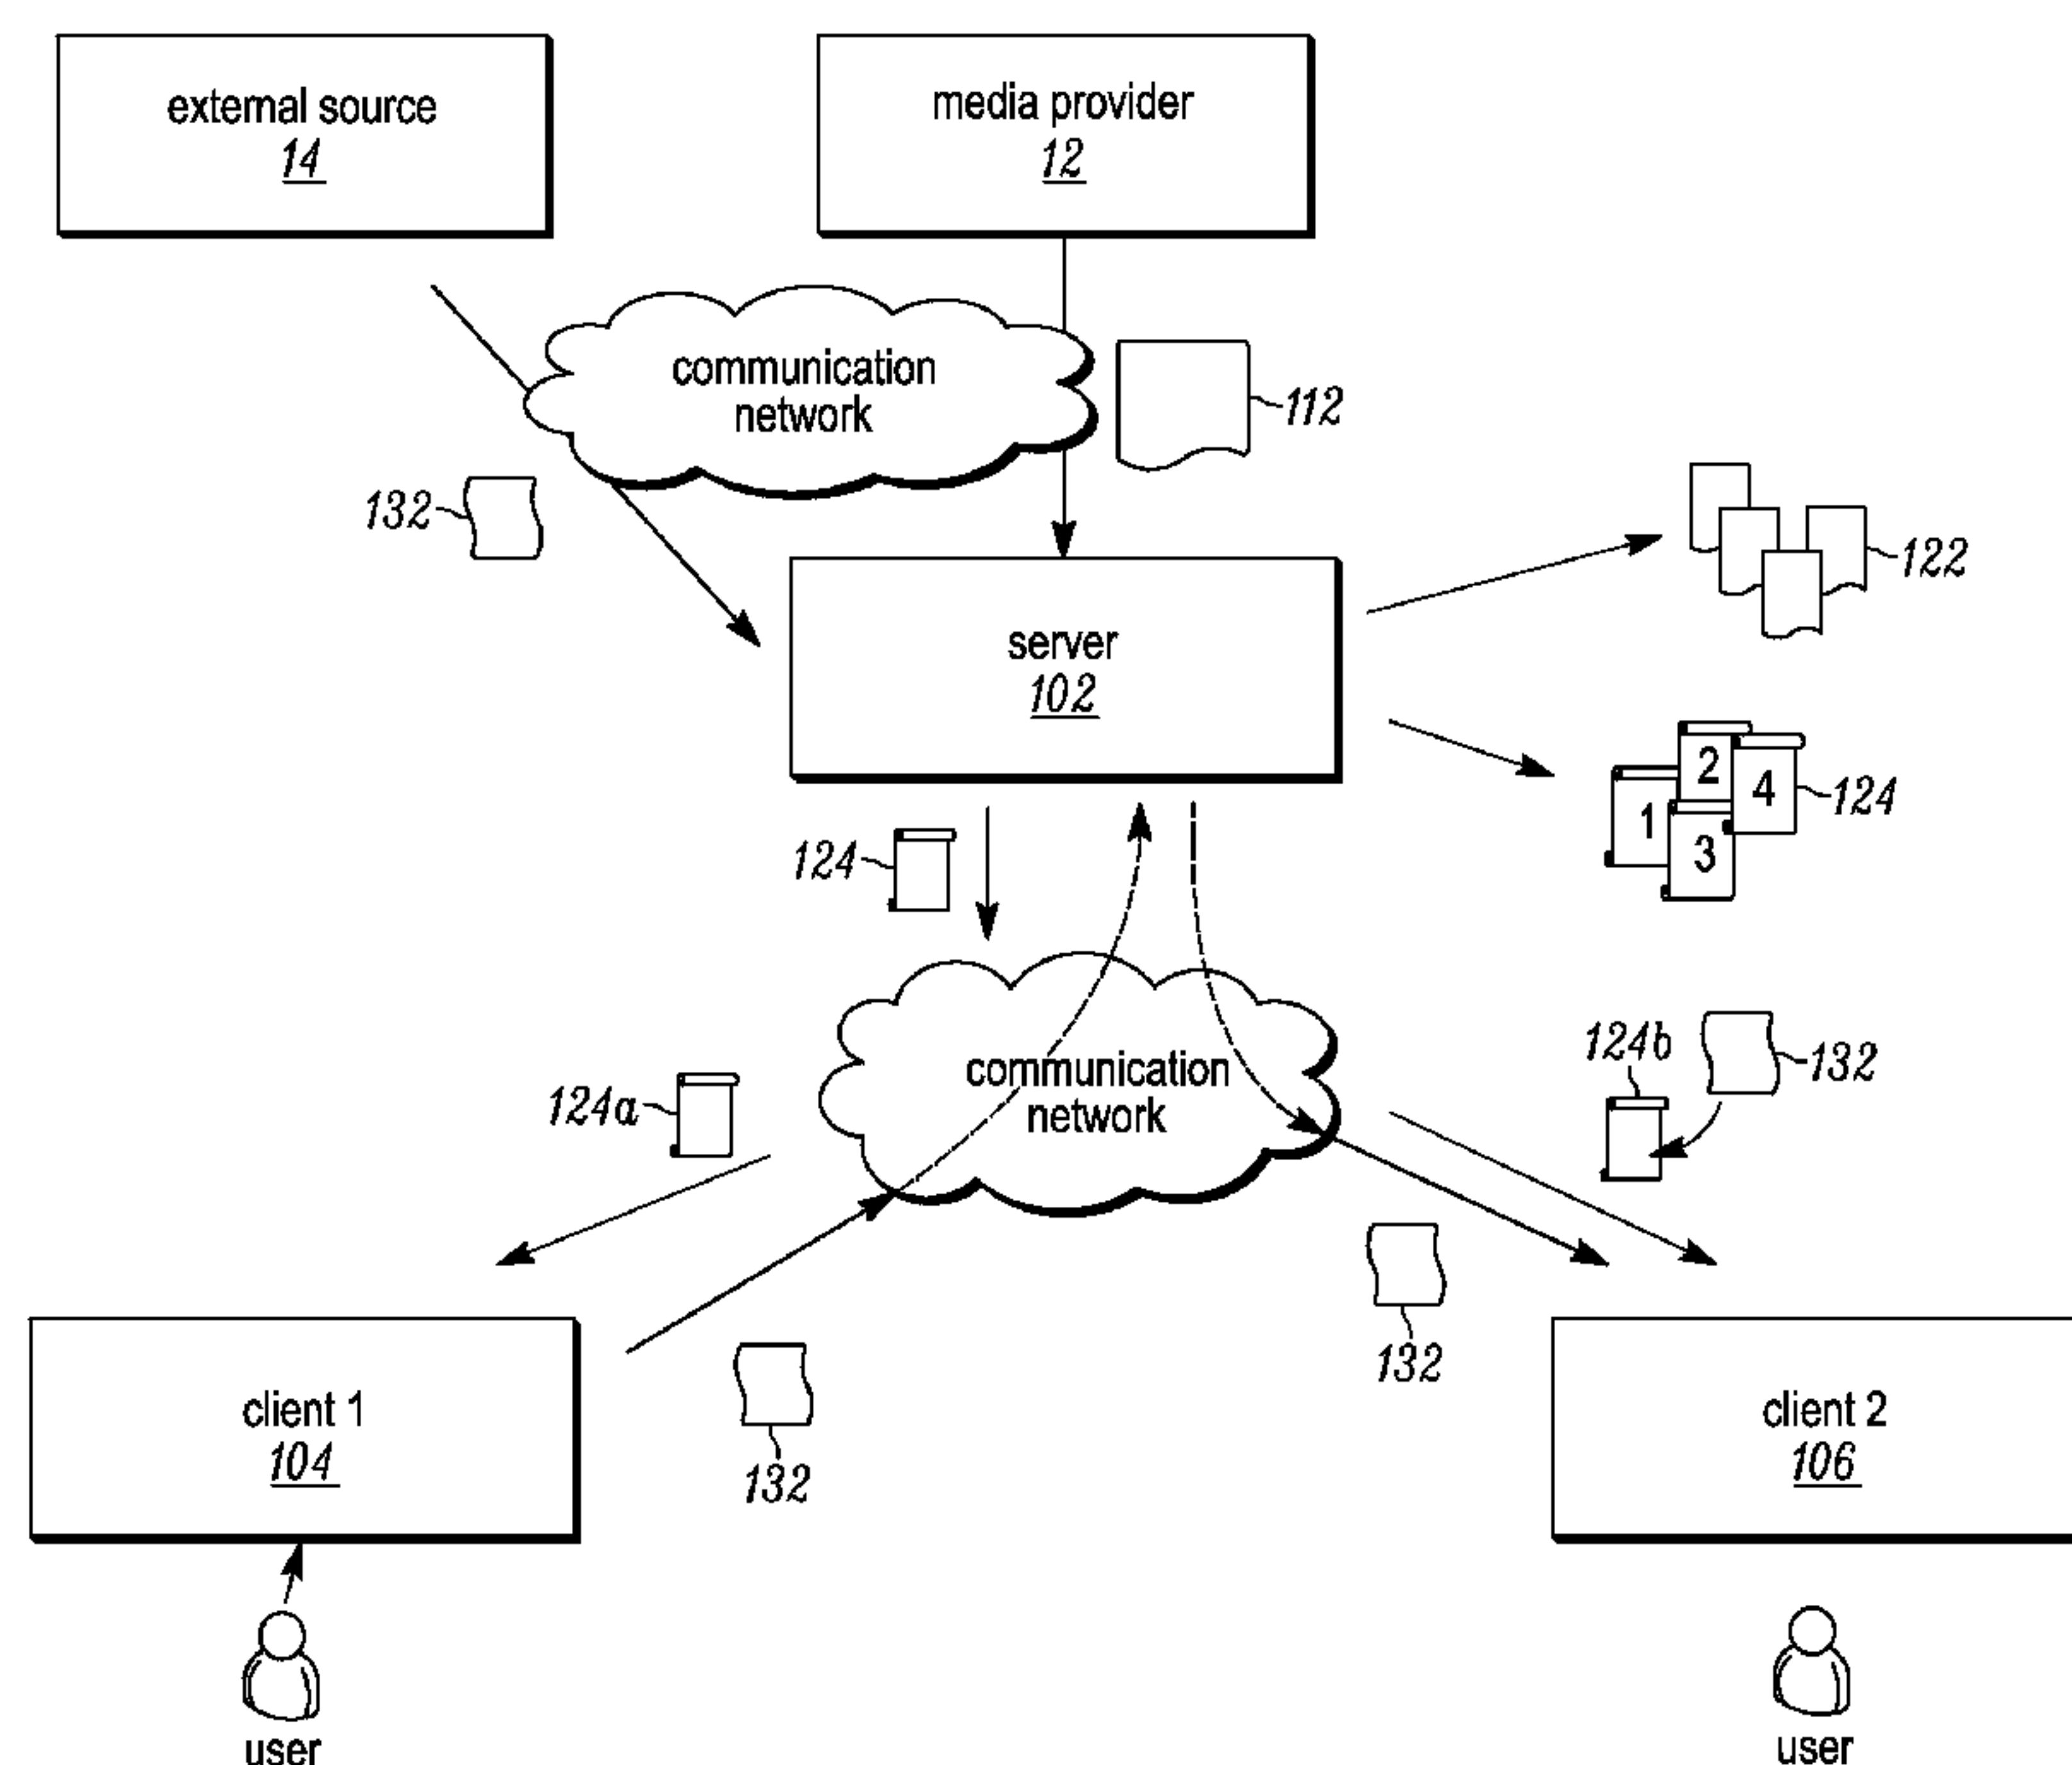 external source
14
media provider
12
communication
network
112
132
122
server
102
2
4
1
3
124
124
communication
network
124b
132
124a
132
132
client 1
104
client 2
106
user
user